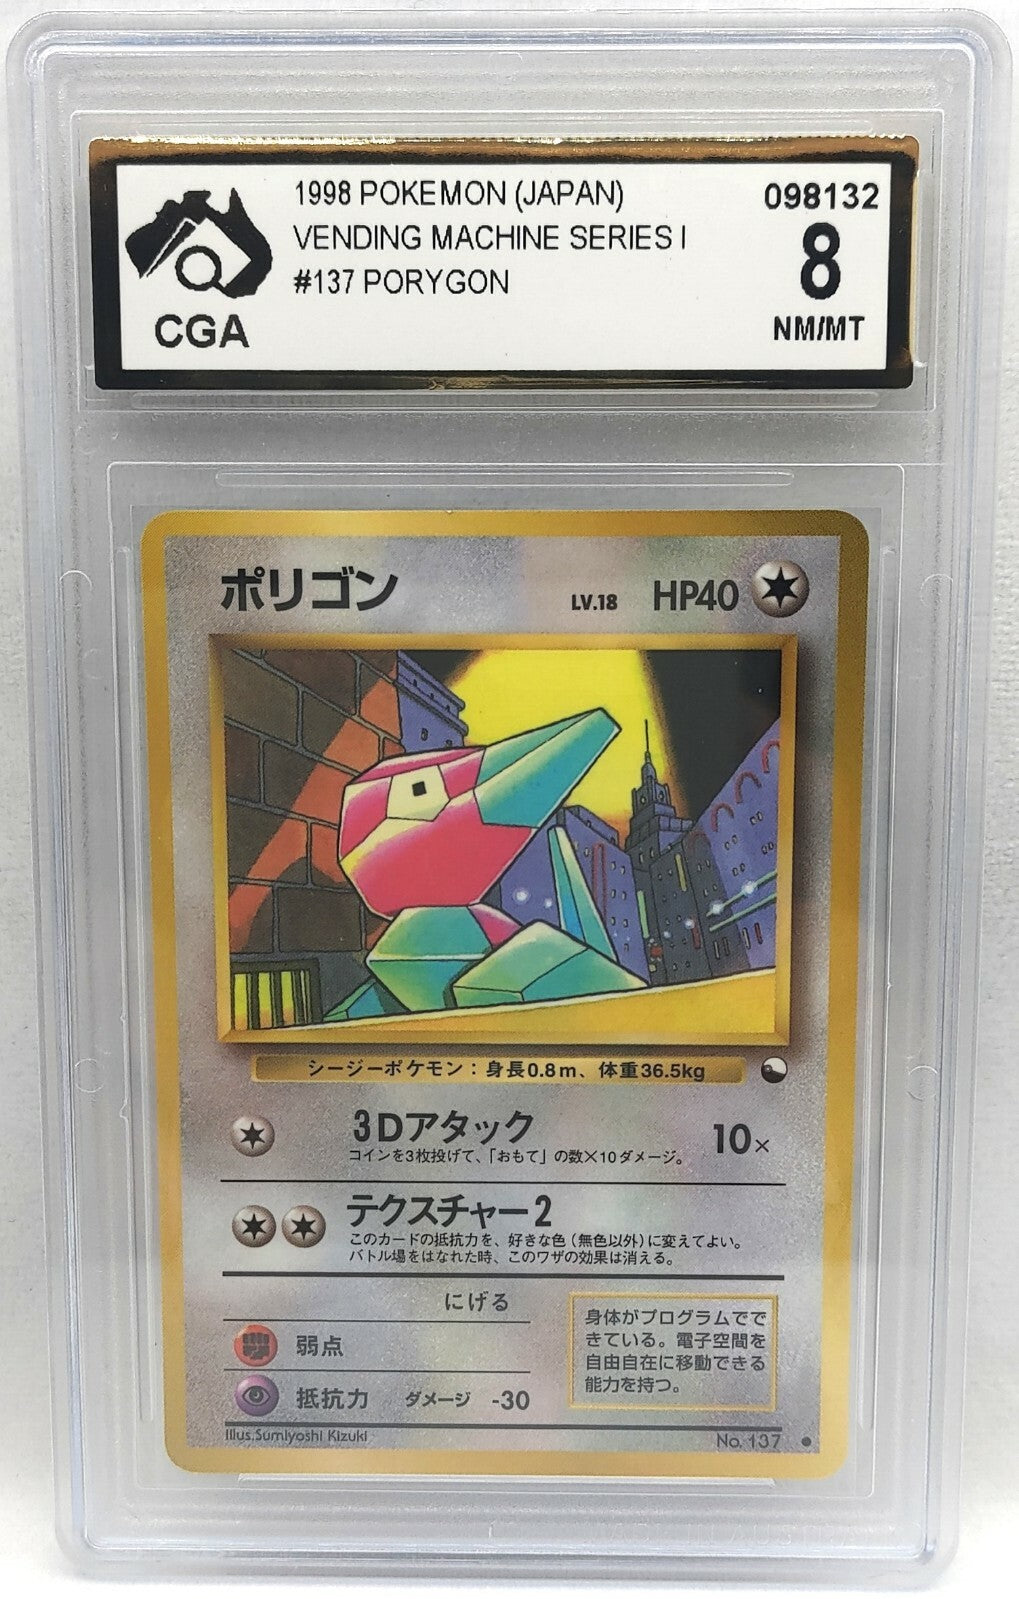 1998 POKEMON (JAPAN)
098132
VENDING MACHINE SERIES I
8
#137 PORYGON
NM/MT
CGA
ポリゴン
LV.18 HP40
シージーポケモン：身長0.8m、体重36.5kg
3Dアタック
10×
コインを3枚投げて、「おもて」の数×10ダメージ。
テクスチャー2
このカードの抵抗力を、好きな色（無色以外）に変えてよい。
バトル場をはなれた時、このワザの効果は消える。
にげる
弱点
抵抗力 ダメージ -30
身体がプログラムでで
きている。電子空間を
自由自在に移動できる
能力を持つ。
Illus.Sumiyoshi Kizuki
No. 137 ●